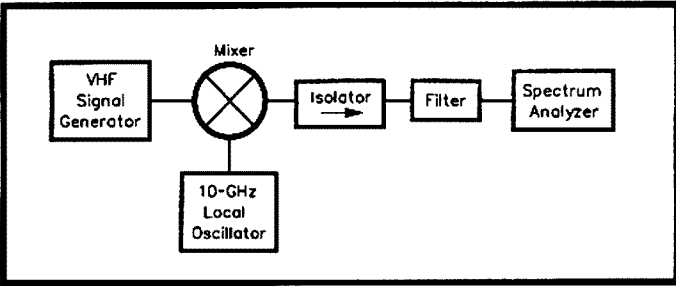 Mixer
VHF
Signal
Generator
Isolator
Filter
Spectrum
Analyzer
10-GHz
Local
Oscillator